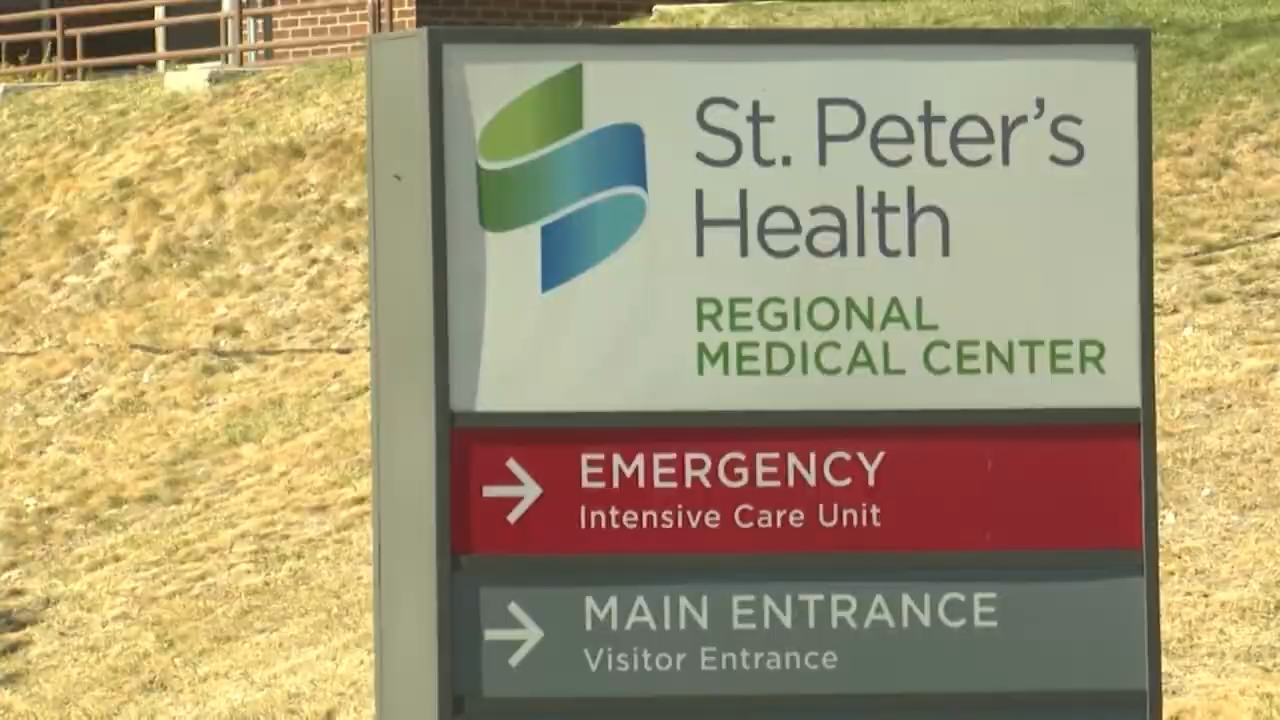 St. Peter's
Health
REGIONAL
MEDICAL CENTER
EMERGENCY
Intensive Care Unit
MAIN ENTRANCE
Visitor Entrance